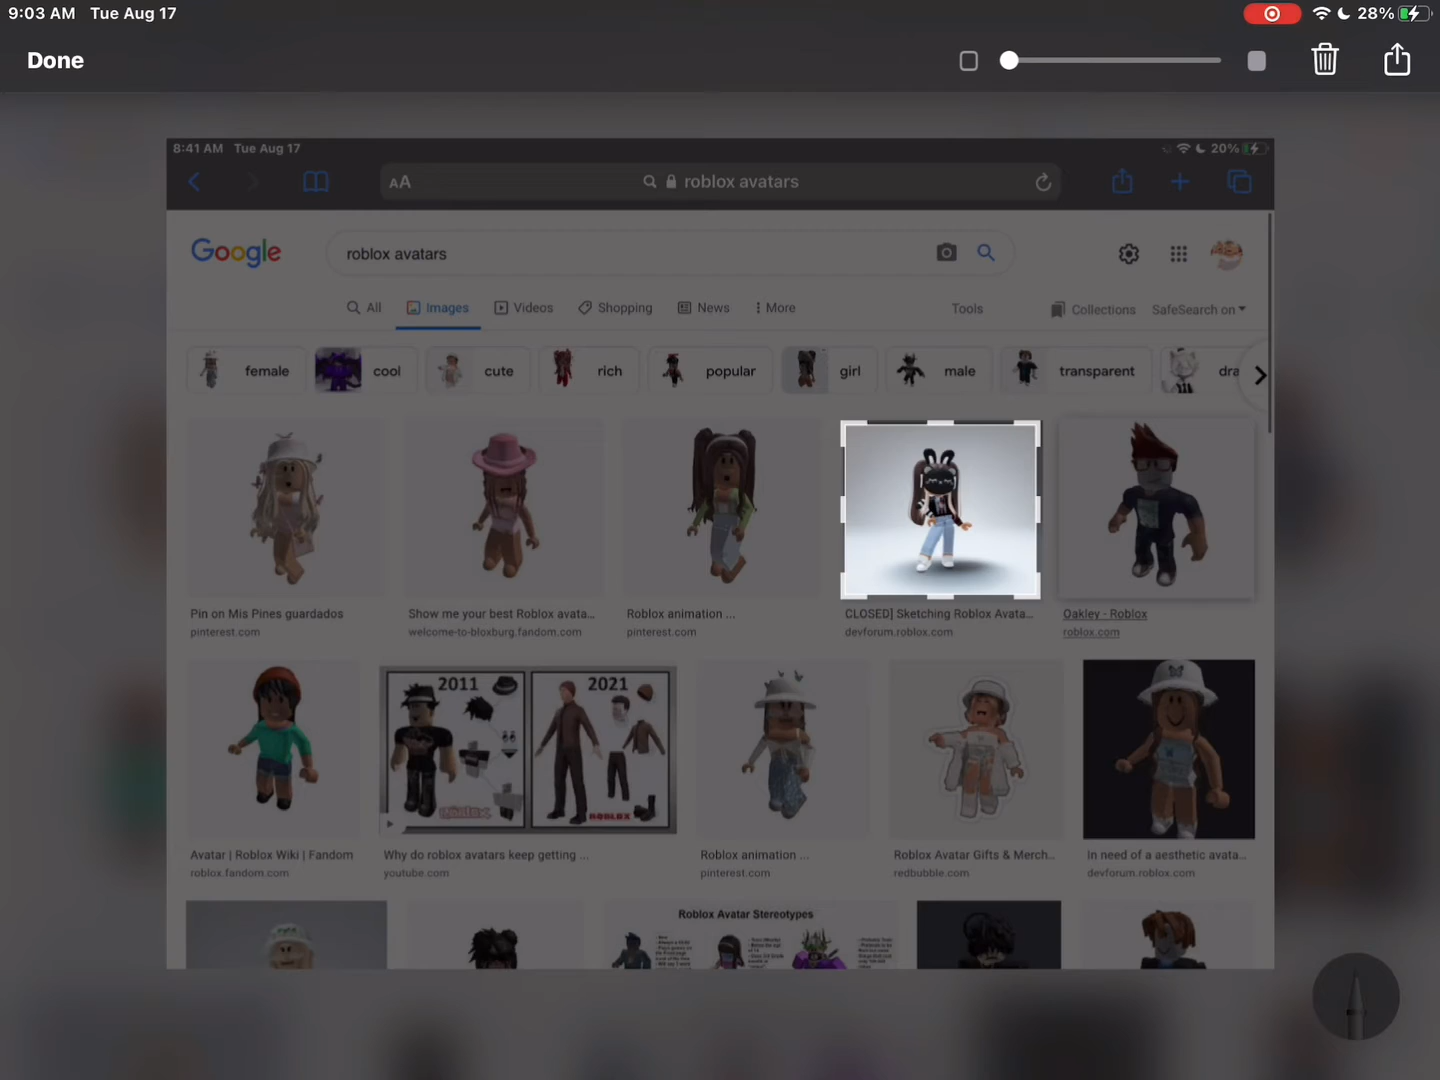 9:03 AM Tue Aug 17
28%
Done
8:41 AM Tue Aug 17
20%
AA
roblox avatars
Google
roblox avatars
All
Images
Videos
Shopping
News
More
Tools
Collections
SafeSearch on
female
cool
cute
rich
popular
girl
male
transparent
dra
Pin on Mis Pines guardados
pinterest.com
Show me your best Roblox avata...
welcome-to-bloxburg.fandom.com
Roblox animation ...
pinterest.com
CLOSED] Sketching Roblox Avata...
devforum.roblox.com
Oakley - Roblox
roblox.com
2011
2021
ROBLOX
ROBLOX
Avatar | Roblox Wiki | Fandom
roblox.fandom.com
Why do roblox avatars keep getting ...
youtube.com
Roblox animation ...
pinterest.com
Roblox Avatar Gifts & Merch..
redbubble.com
In need of a aesthetic avata...
devforum.roblox.com
Roblox Avatar Stereotypes